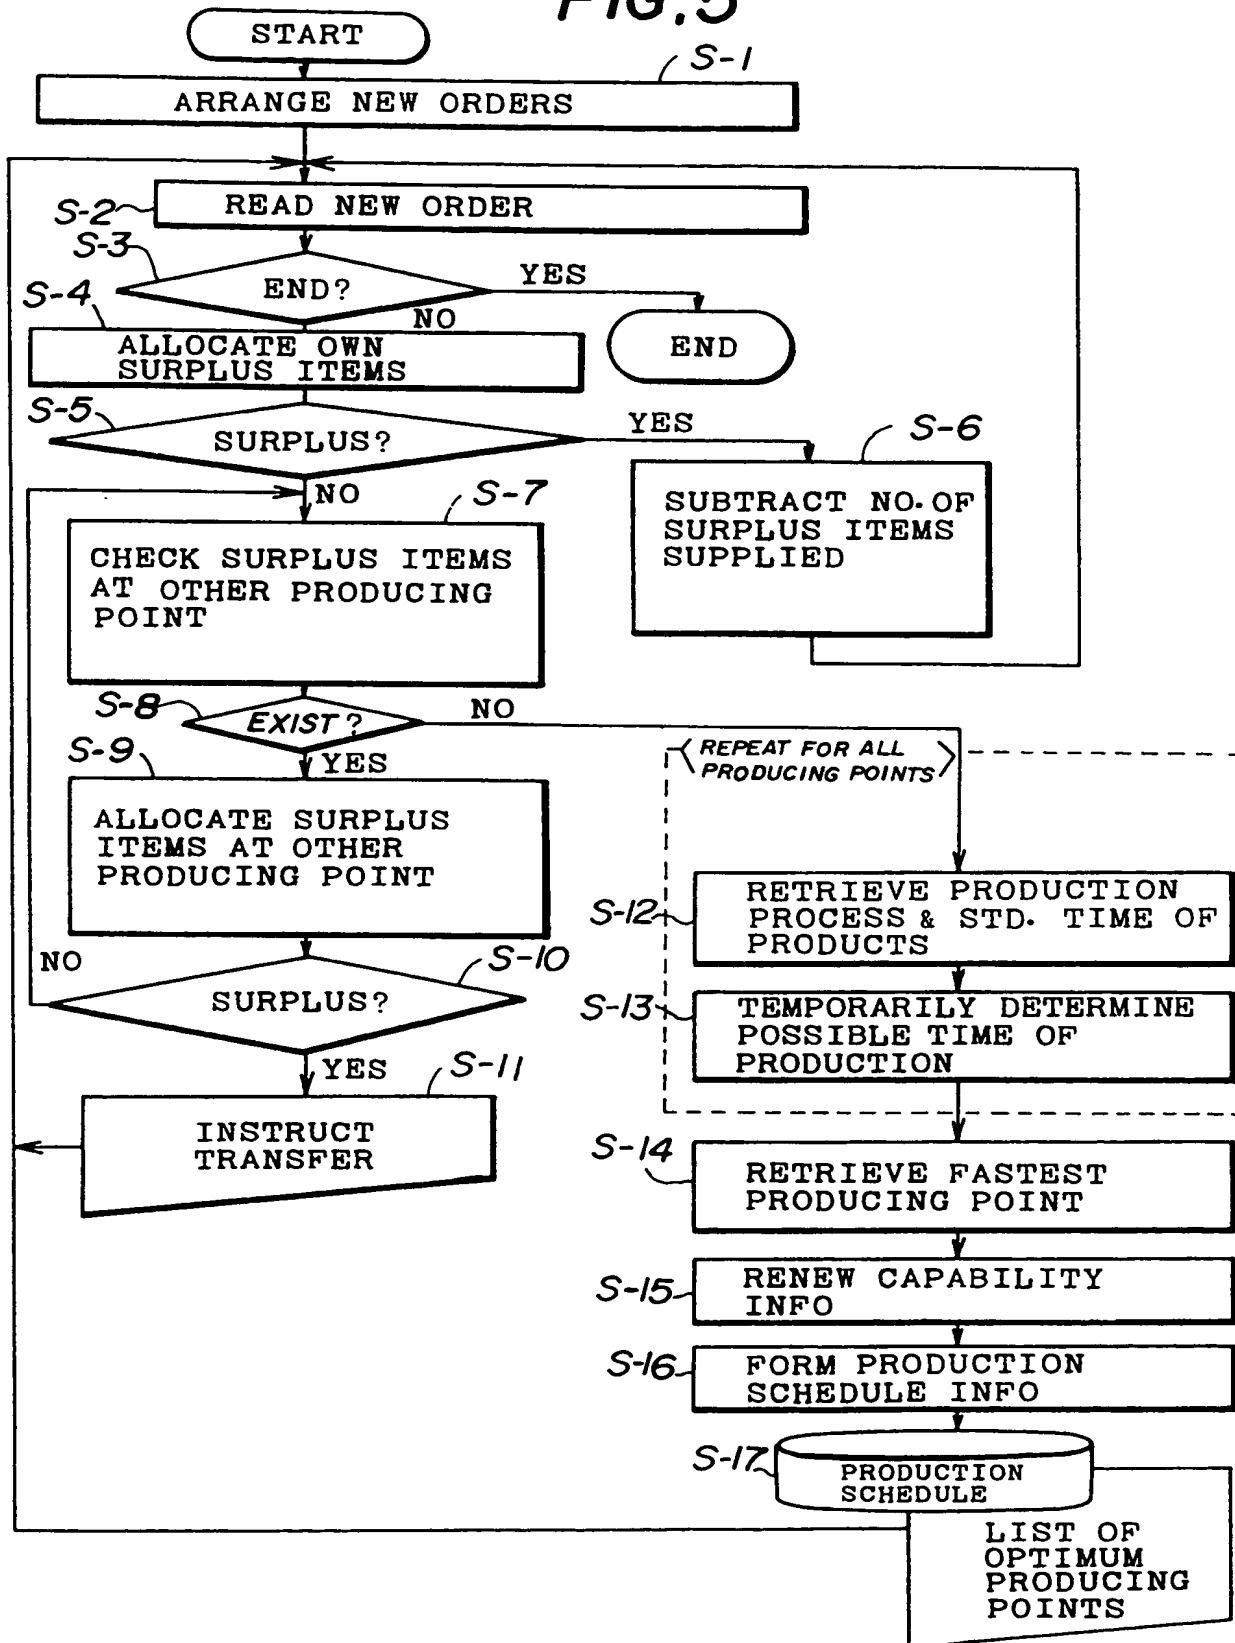 FIG.5
START
S-1
ARRANGE NEW ORDERS
S-2
READ NEW ORDER
S-3
END?
YES
NO
END
S-4
ALLOCATE OWN
SURPLUS ITEMS
S-5
SURPLUS?
YES
NO
S-6
SUBTRACT NO. OF
SURPLUS ITEMS
SUPPLIED
S-7
CHECK SURPLUS ITEMS
AT OTHER PRODUCING
POINT
S-8
EXIST?
NO
YES
S-9
ALLOCATE SURPLUS
ITEMS AT OTHER
PRODUCING POINT
S-10
SURPLUS?
NO
YES
S-11
INSTRUCT
TRANSFER
REPEAT FOR ALL
PRODUCING POINTS
S-12
RETRIEVE PRODUCTION
PROCESS & STD. TIME OF
PRODUCTS
S-13
TEMPORARILY DETERMINE
POSSIBLE TIME OF
PRODUCTION
S-14
RETRIEVE FASTEST
PRODUCING POINT
S-15
RENEW CAPABILITY
INFO
S-16
FORM PRODUCTION
SCHEDULE INFO
S-17
PRODUCTION
SCHEDULE
LIST OF
OPTIMUM
PRODUCING
POINTS